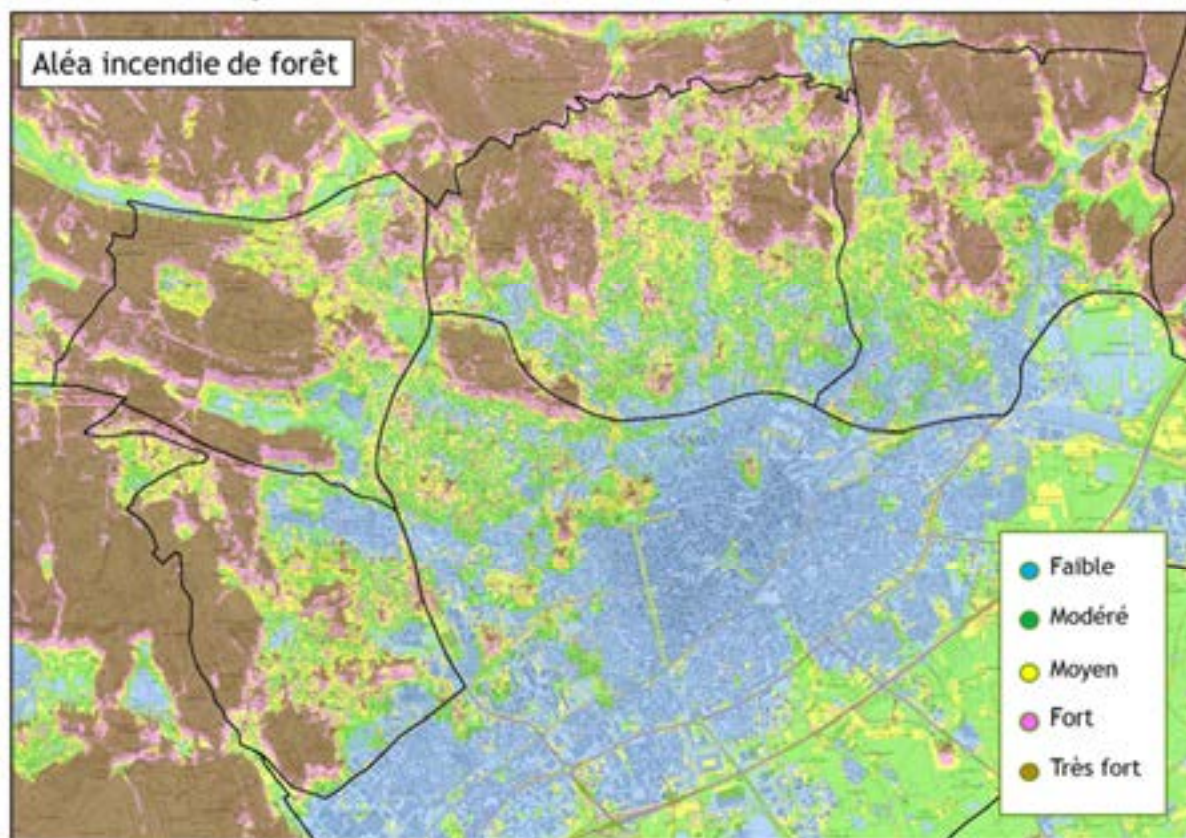 Aléa incendie de forêt
Faible
Modéré
Moyen
Fort
Très fort